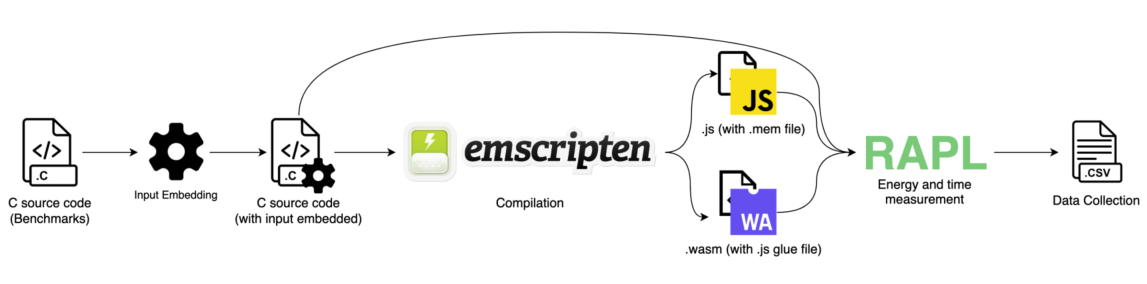 .C
C source code
(Benchmarks)
Input Embedding
.C
C source code
(with input embedded)
emscripten
Compilation
JS
.js (with .mem file)
WA
.wasm (with .js glue file)
RAPL
Energy and time
measurement
.CSV
Data Collection